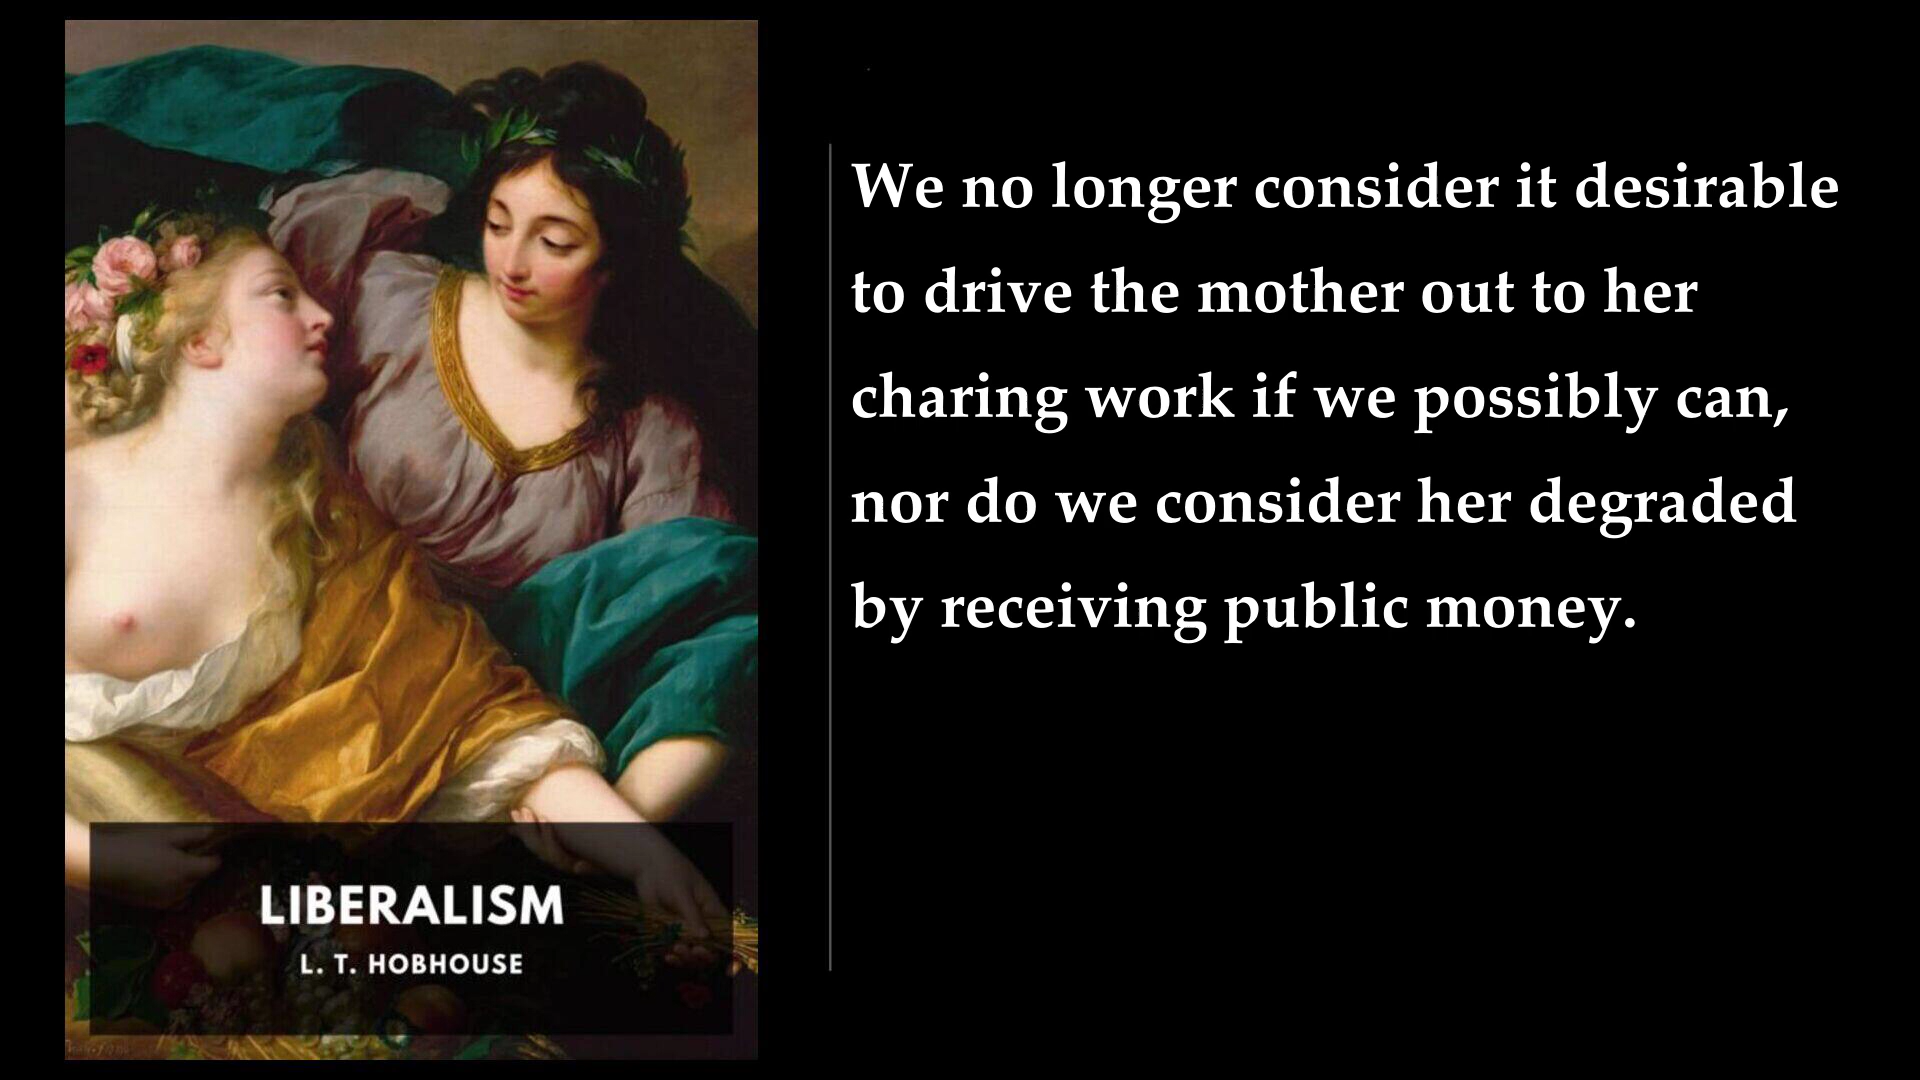 We no longer consider it desirable
to drive the mother out to her
charing work if we possibly can,
nor do we consider her degraded
by receiving public money.
LIBERALISM
L. T. HOBHOUSE